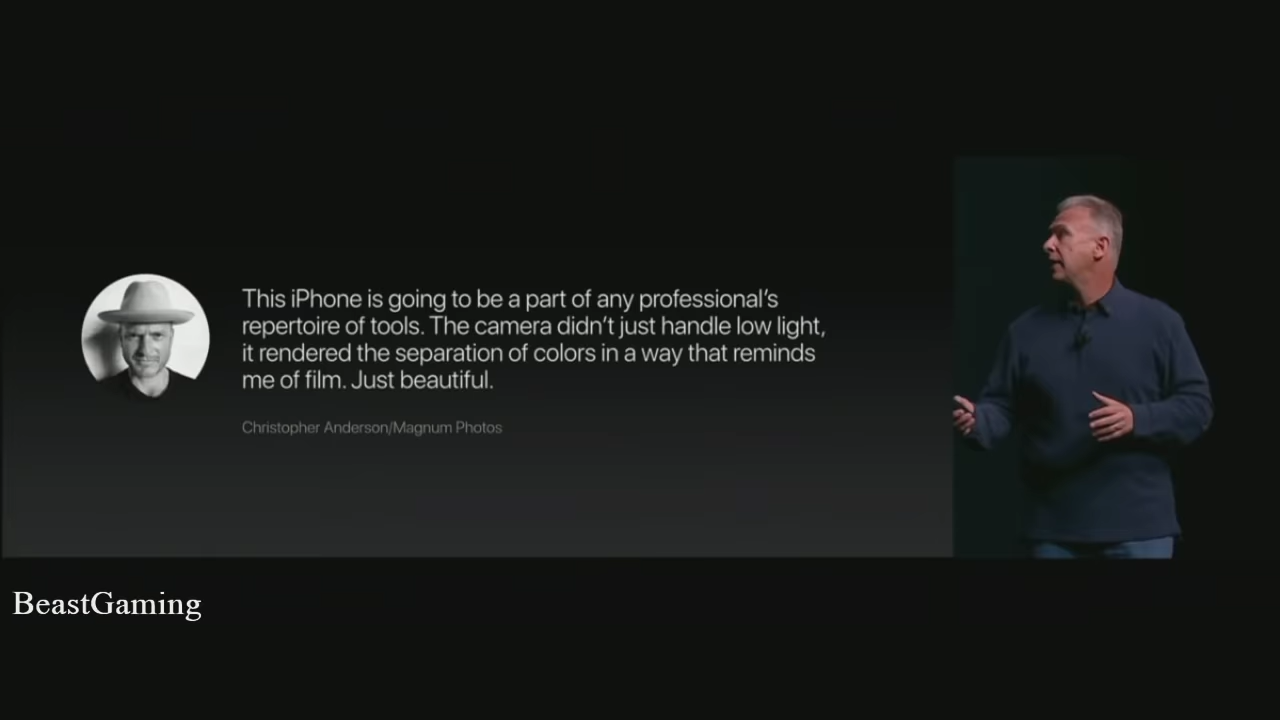 This iPhone is going to be a part of any professional’s
repertoire of tools. The camera didn’t just handle low light,
it rendered the separation of colors in a way that reminds
me of film. Just beautiful.
Christopher Anderson/Magnum Photos
BeastGaming